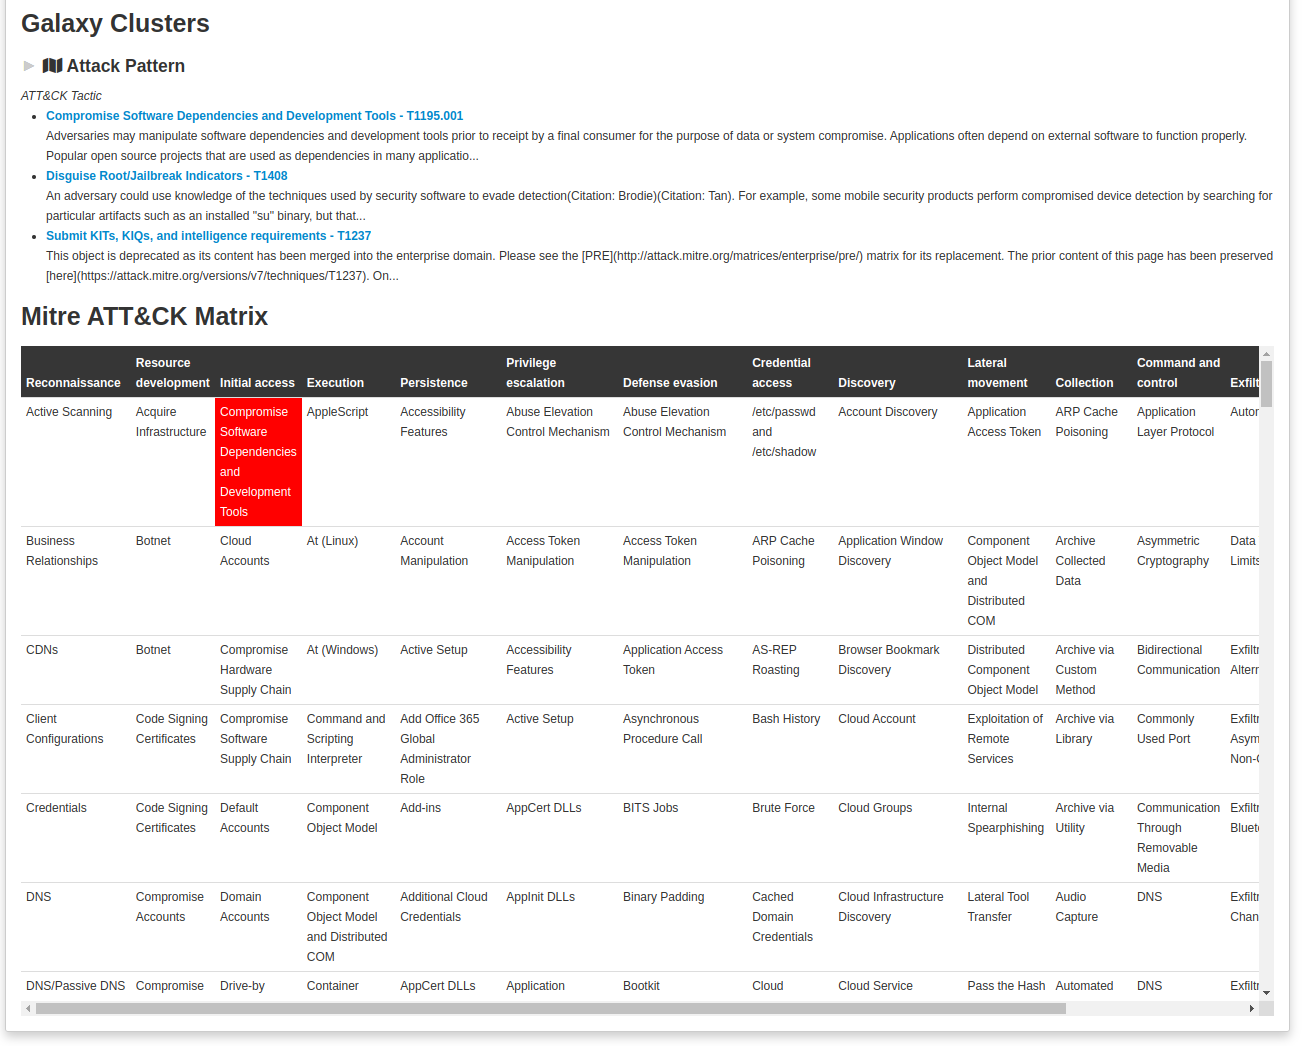 Galaxy Clusters
Attack Pattern
ATT&CK Tactic
Compromise Software Dependencies and Development Tools - T1195.001
Adversaries may manipulate software dependencies and development tools prior to receipt by a final consumer for the purpose of data or system compromise. Applications often depend on external software to function properly.
Popular open source projects that are used as dependencies in many applicatio...
Disguise Root/Jailbreak Indicators - T1408
An adversary could use knowledge of the techniques used by security software to evade detection(Citation: Brodie)(Citation: Tan). For example, some mobile security products perform compromised device detection by searching for
particular artifacts such as an installed "su" binary, but that...
Submit KITs, KIQs, and intelligence requirements - T1237
This object is deprecated as its content has been merged into the enterprise domain. Please see the [PRE](http://attack.mitre.org/matrices/enterprise/pre/) matrix for its replacement. The prior content of this page has been preserved
[here](https://attack.mitre.org/versions/v7/techniques/T1237). On...
Mitre ATT&CK Matrix
Resource Privilege Credential Lateral Command and
Reconnaissance development Initial access Execution Persistence escalation Defense evasion access Discovery movement Collection control Exfilt
Active Scanning Acquire Compromise AppleScript Accessibility Abuse Elevation Abuse Elevation /etc/passwd Account Discovery Application ARP Cache Application Autor
Infrastructure Software Features Control Mechanism Control Mechanism and Access Token Poisoning Layer Protocol
Dependencies /etc/shadow
and
Development
Tools
Business Botnet Cloud At (Linux) Account Access Token Access Token ARP Cache Application Window Component Archive Asymmetric Data
Relationships Accounts Manipulation Manipulation Manipulation Poisoning Discovery Object Model Collected Cryptography Limits
and Data
Distributed
COM
CDNs Botnet Compromise At (Windows) Active Setup Accessibility Application Access AS-REP Browser Bookmark Distributed Archive via Bidirectional Exfiltr
Hardware Features Token Roasting Discovery Component Custom Communication Altern
Supply Chain Object Model Method
Client Code Signing Compromise Command and Add Office 365 Active Setup Asynchronous Bash History Cloud Account Exploitation of Archive via Commonly Exfiltr
Configurations Certificates Software Scripting Global Procedure Call Remote Library Used Port Asym
Supply Chain Interpreter Administrator Services Non-C
Role
Credentials Code Signing Default Component Add-ins AppCert DLLs BITS Jobs Brute Force Cloud Groups Internal Archive via Communication Exfiltr
Certificates Accounts Object Model Spearphishing Utility Through Blueto
Removable
Media
DNS Compromise Domain Component Additional Cloud AppInit DLLs Binary Padding Cached Cloud Infrastructure Lateral Tool Audio DNS Exfiltr
Accounts Accounts Object Model Credentials Domain Discovery Transfer Capture Chan
and Distributed Credentials
COM
DNS/Passive DNS Compromise Drive-by Container AppCert DLLs Application Bootkit Cloud Cloud Service Pass the Hash Automated DNS Exfiltr